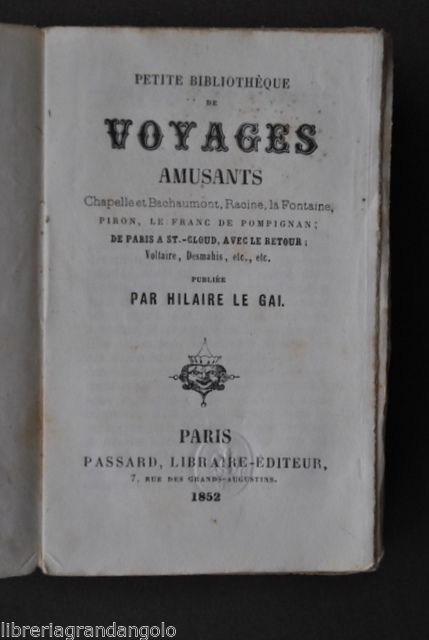 PETITE BIBLIOTHÈQUE
DE
VOYAGES
AMUSANTS
Chapelle et Bachaumont, Racine, la Fontaine,
PIRON, LE FRANC DE POMPIGNAN;
DE PARIS A ST.-CLOUD, AVEC LE RETOUR;
Voltaire, Desmahis, etc., etc.
PUBLIÉE
PAR HILAIRE LE GAI.
PARIS
PASSARD, LIBRAIRE-ÉDITEUR,
7, RUE DES GRANDS-AUGUSTINS.
1852
libreriagrandangolo